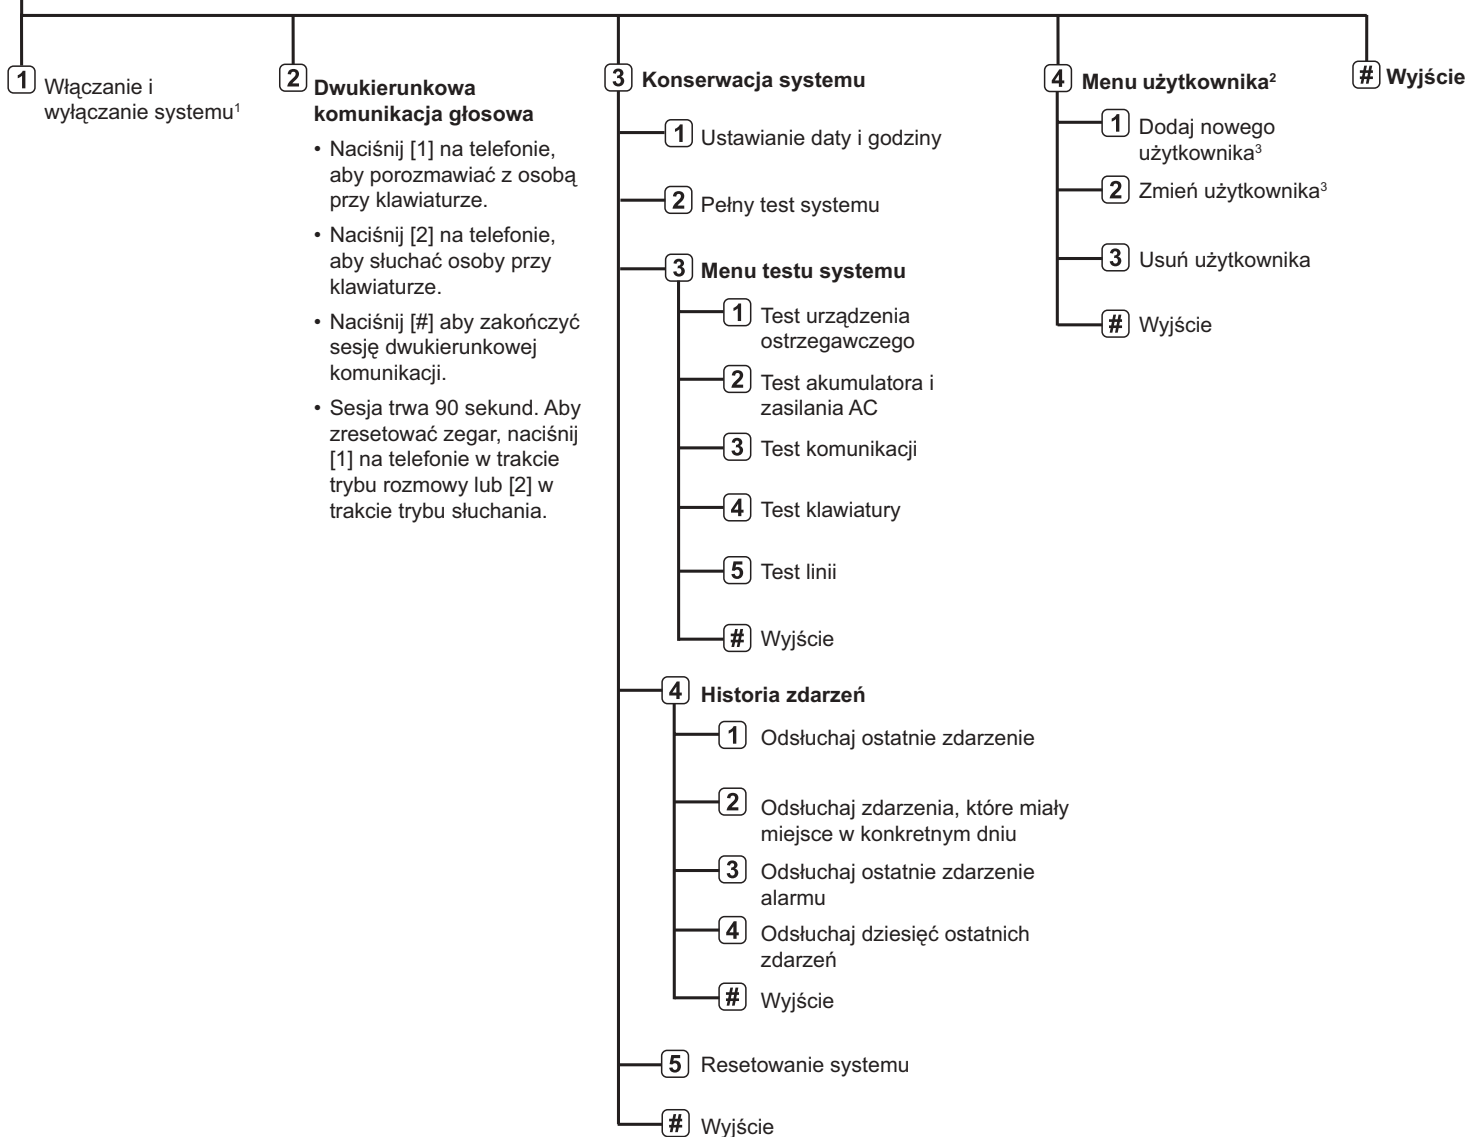 1 Włączanie i
wyłączanie systemu¹
2 Dwukierunkowa
komunikacja głosowa
• Naciśnij [1] na telefonie,
aby porozmawiać z osobą
przy klawiaturze.
• Naciśnij [2] na telefonie,
aby słuchać osoby przy
klawiaturze.
• Naciśnij [#] aby zakończyć
sesję dwukierunkowej
komunikacji.
• Sesja trwa 90 sekund. Aby
zresetować zegar, naciśnij
[1] na telefonie w trakcie
trybu rozmowy lub [2] w
trakcie trybu słuchania.
3 Konserwacja systemu
1 Ustawianie daty i godziny
2 Pełny test systemu
3 Menu testu systemu
1 Test urządzenia
ostrzegawczego
2 Test akumulatora i
zasilania AC
3 Test komunikacji
4 Test klawiatury
5 Test linii
# Wyjście
4 Historia zdarzeń
1 Odsłuchaj ostatnie zdarzenie
2 Odsłuchaj zdarzenia, które miały
miejsce w konkretnym dniu
3 Odsłuchaj ostatnie zdarzenie
alarmu
4 Odsłuchaj dziesięć ostatnich
zdarzeń
# Wyjście
5 Resetowanie systemu
# Wyjście
4 Menu użytkownika²
1 Dodaj nowego
użytkownika³
2 Zmień użytkownika³
3 Usuń użytkownika
# Wyjście
# Wyjście